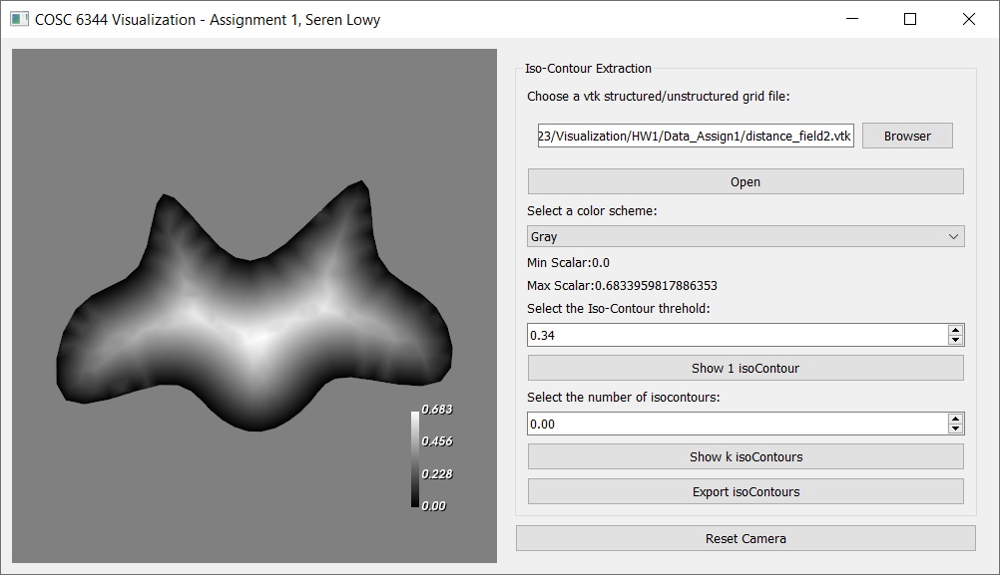 COSC 6344 Visualization - Assignment 1, Seren Lowy
0.683
0.456
0.228
0.00
Iso-Contour Extraction
Choose a vtk structured/unstructured grid file:
23/Visualization/HW1/Data_Assign1/distance_field2.vtk
Browser
Open
Select a color scheme:
Gray
Min Scalar:0.0
Max Scalar:0.6833959817886353
Select the Iso-Contour threhold:
0.34
Show 1 isoContour
Select the number of isocontours:
0.00
Show k isoContours
Export isoContours
Reset Camera